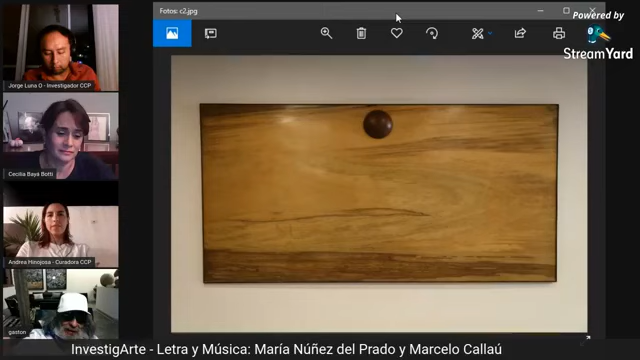 Fotos: c2.jpg
Powered by
StreamYard
Jorge Luna O - Investigador CCP
Cecilia Bayá Botti
Andrea Hinojosa - Curadora CCP
gaston
InvestigArte - Letra y Música: María Núñez del Prado y Marcelo Callaú